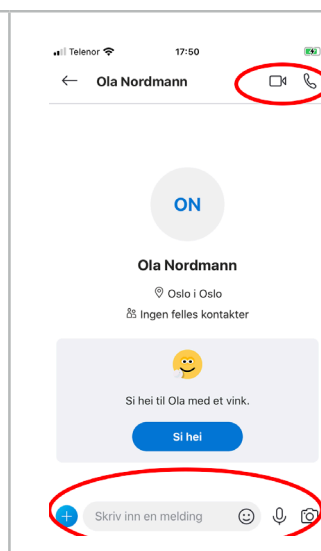 Telenor 17:50
Ola Nordmann
ON
Ola Nordmann
Oslo i Oslo
Ingen felles kontakter
Si hei til Ola med et vink.
Si hei
Skriv inn en melding